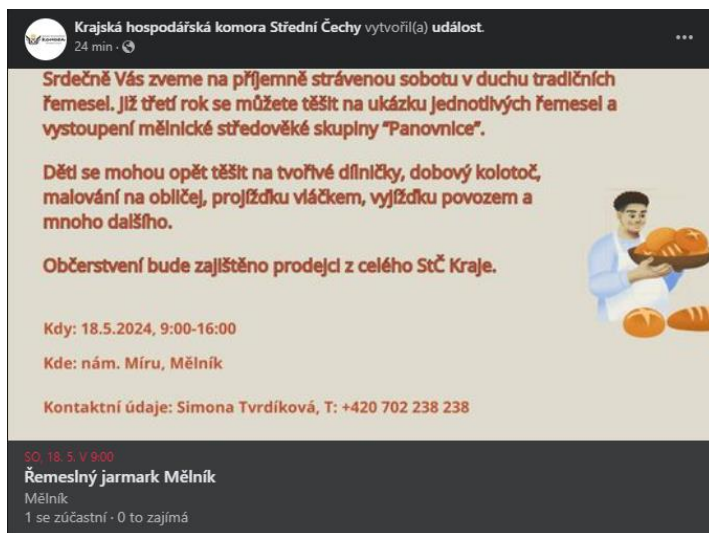 Krajská hospodářská komora Střední Čechy vytvořil(a) událost.
24 min ·
Srdečně Vás zveme na příjemně strávenou sobotu v duchu tradičních
řemesel. Již třetí rok se můžete těšit na ukázku jednotlivých řemesel a
vystoupení mělnické středověké skupiny "Panovnice".
Děti se mohou opět těšit na tvořivé dílničky, dobový kolotoč,
malování na obličej, projížďku vláčkem, vyjížďku povozem a
mnoho dalšího.
Občerstvení bude zajištěno prodejci z celého StČ Kraje.
Kdy: 18.5.2024, 9:00-16:00
Kde: nám. Míru, Mělník
Kontaktní údaje: Simona Tvrdíková, T: +420 702 238 238
SO, 18. 5. V 9:00
Řemeslný jarmark Mělník
Mělník
1 se zúčastní · 0 to zajímá